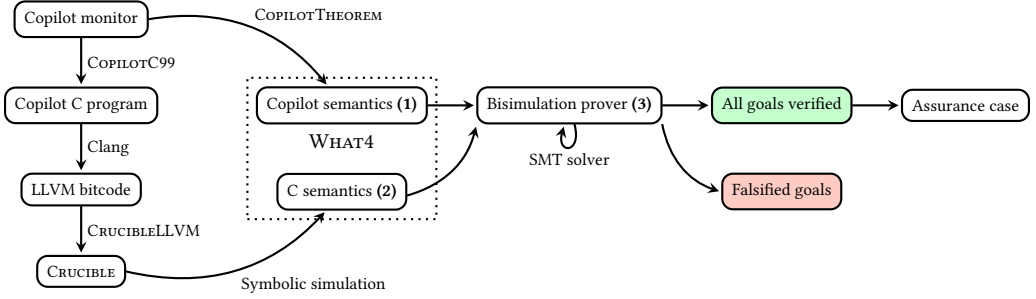 Copilot monitor
CopilotTheorem
CopilotC99
Copilot C program
Copilot semantics (1)
Bisimulation prover (3)
All goals verified
Assurance case
What4
Clang
SMT solver
LLVM bitcode
C semantics (2)
Falsified goals
CrucibleLLVM
Crucible
Symbolic simulation